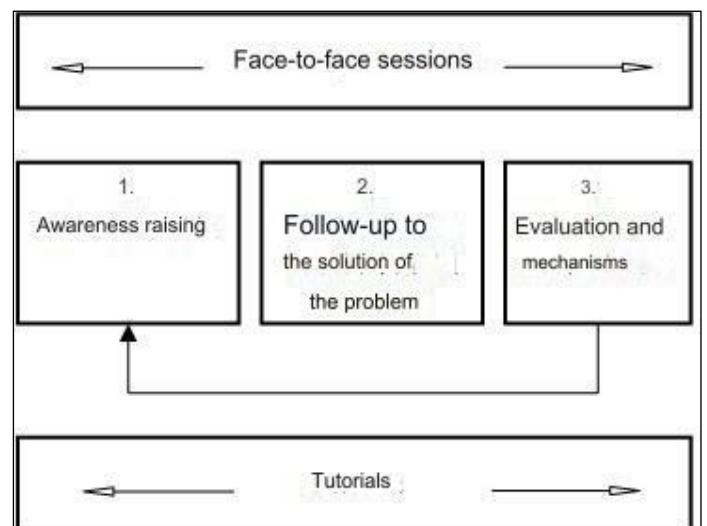 Face-to-face sessions
1.
Awareness raising
2.
Follow-up to
the solution of
the problem
3.
Evaluation and
mechanisms
Tutorials